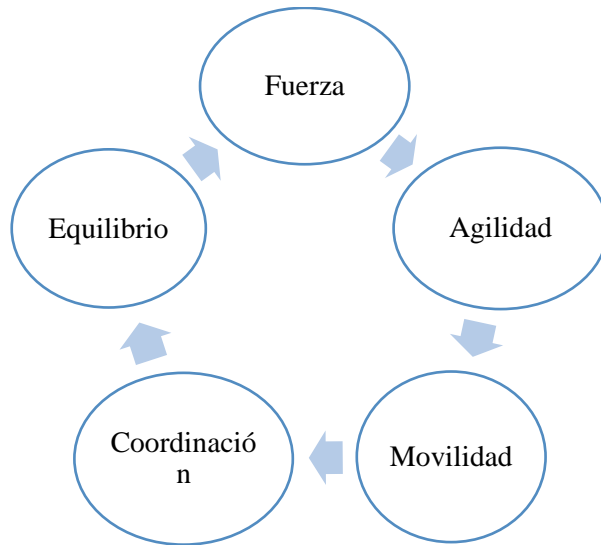 Fuerza
Agilidad
Movilidad
Coordinació
n
Equilibrio